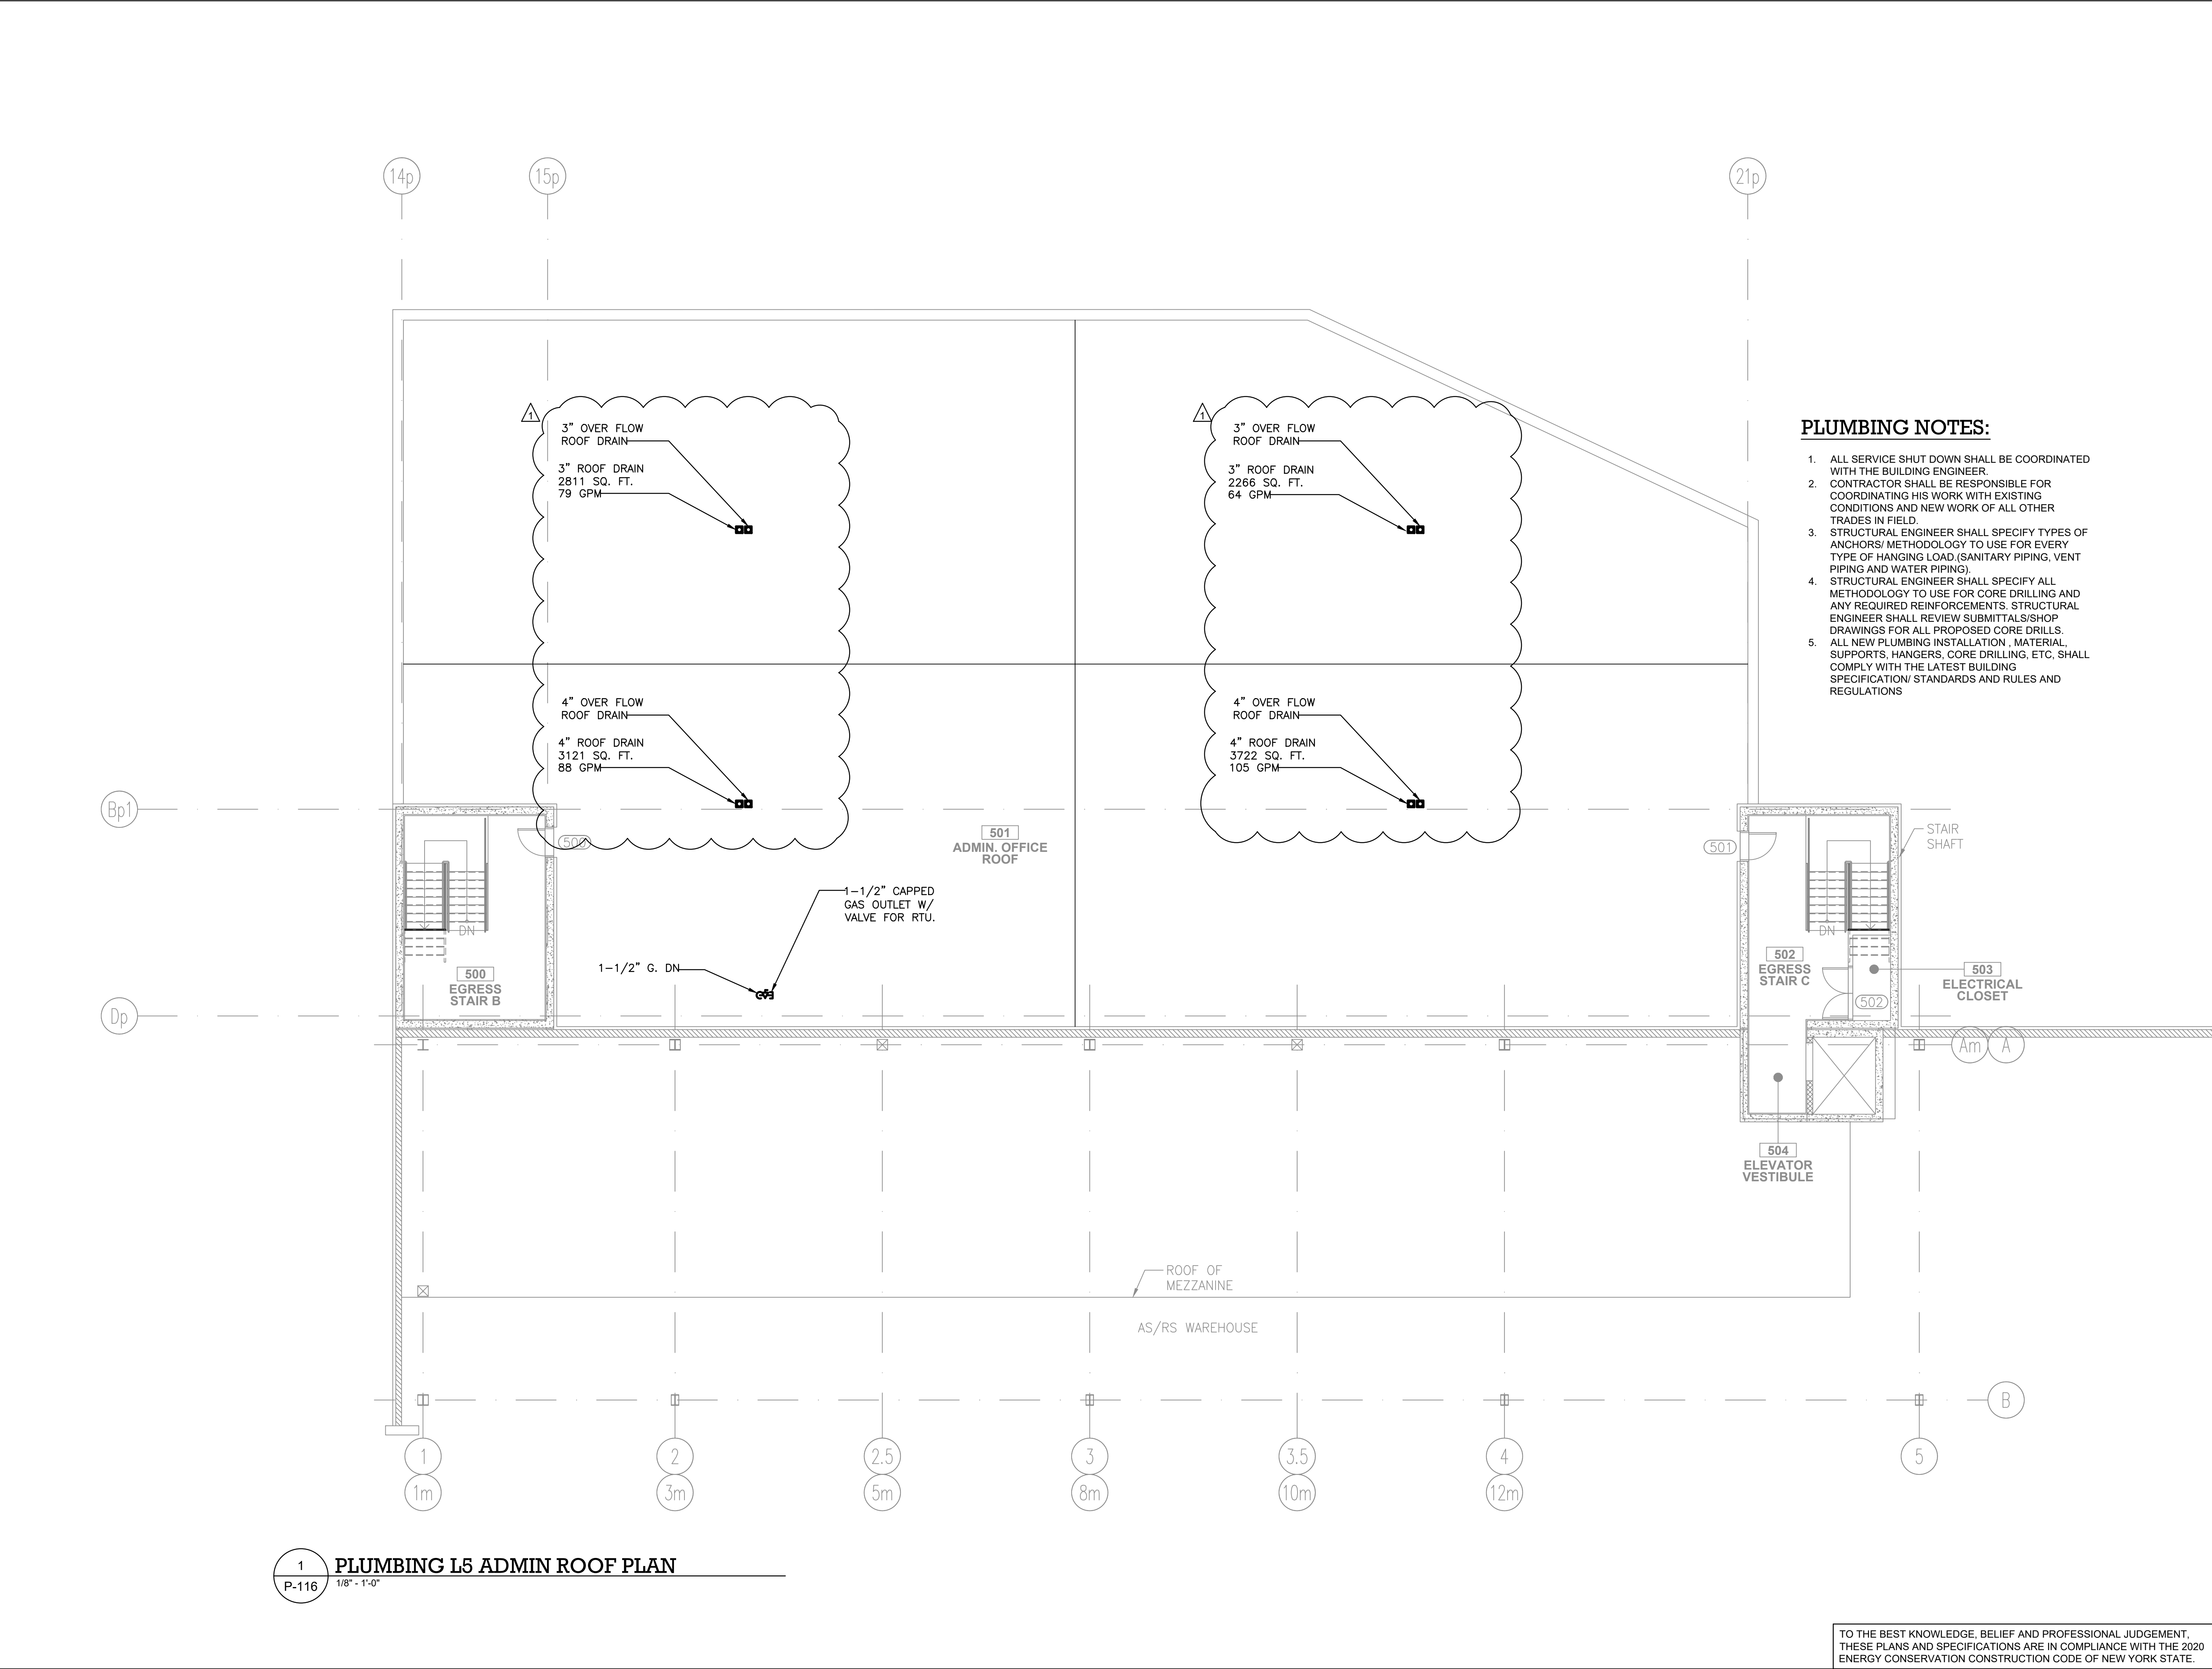 14p
15p
21p
1
3" OVER FLOW
ROOF DRAIN
3" ROOF DRAIN
2811 SQ. FT.
79 GPM
1
3" OVER FLOW
ROOF DRAIN
3" ROOF DRAIN
2266 SQ. FT.
64 GPM
PLUMBING NOTES:
1. ALL SERVICE SHUT DOWN SHALL BE COORDINATED
WITH THE BUILDING ENGINEER.
2. CONTRACTOR SHALL BE RESPONSIBLE FOR
COORDINATING HIS WORK WITH EXISTING
CONDITIONS AND NEW WORK OF ALL OTHER
TRADES IN FIELD.
3. STRUCTURAL ENGINEER SHALL SPECIFY TYPES OF
ANCHORS/ METHODOLOGY TO USE FOR EVERY
TYPE OF HANGING LOAD.(SANITARY PIPING, VENT
PIPING AND WATER PIPING).
4. STRUCTURAL ENGINEER SHALL SPECIFY ALL
METHODOLOGY TO USE FOR CORE DRILLING AND
ANY REQUIRED REINFORCEMENTS. STRUCTURAL
ENGINEER SHALL REVIEW SUBMITTALS/SHOP
DRAWINGS FOR ALL PROPOSED CORE DRILLS.
5. ALL NEW PLUMBING INSTALLATION , MATERIAL,
SUPPORTS, HANGERS, CORE DRILLING, ETC, SHALL
COMPLY WITH THE LATEST BUILDING
SPECIFICATION/ STANDARDS AND RULES AND
REGULATIONS
4" OVER FLOW
ROOF DRAIN
4" ROOF DRAIN
3121 SQ. FT.
88 GPM
4" OVER FLOW
ROOF DRAIN
4" ROOF DRAIN
3722 SQ. FT.
105 GPM
Bp1
500
501
ADMIN. OFFICE
ROOF
501
STAIR
SHAFT
1-1/2" CAPPED
GAS OUTLET W/
VALVE FOR RTU.
DN
DN
1-1/2" G. DN
500
EGRESS
STAIR B
502
EGRESS
STAIR C
503
ELECTRICAL
CLOSET
502
Dp
Am
A
504
ELEVATOR
VESTIBULE
ROOF OF
MEZZANINE
AS/RS WAREHOUSE
B
1
2
2.5
3
3.5
4
5
1m
3m
5m
8m
10m
12m
1
P-116
PLUMBING L5 ADMIN ROOF PLAN
1/8" - 1'-0"
TO THE BEST KNOWLEDGE, BELIEF AND PROFESSIONAL JUDGEMENT,
THESE PLANS AND SPECIFICATIONS ARE IN COMPLIANCE WITH THE 2020
ENERGY CONSERVATION CONSTRUCTION CODE OF NEW YORK STATE.